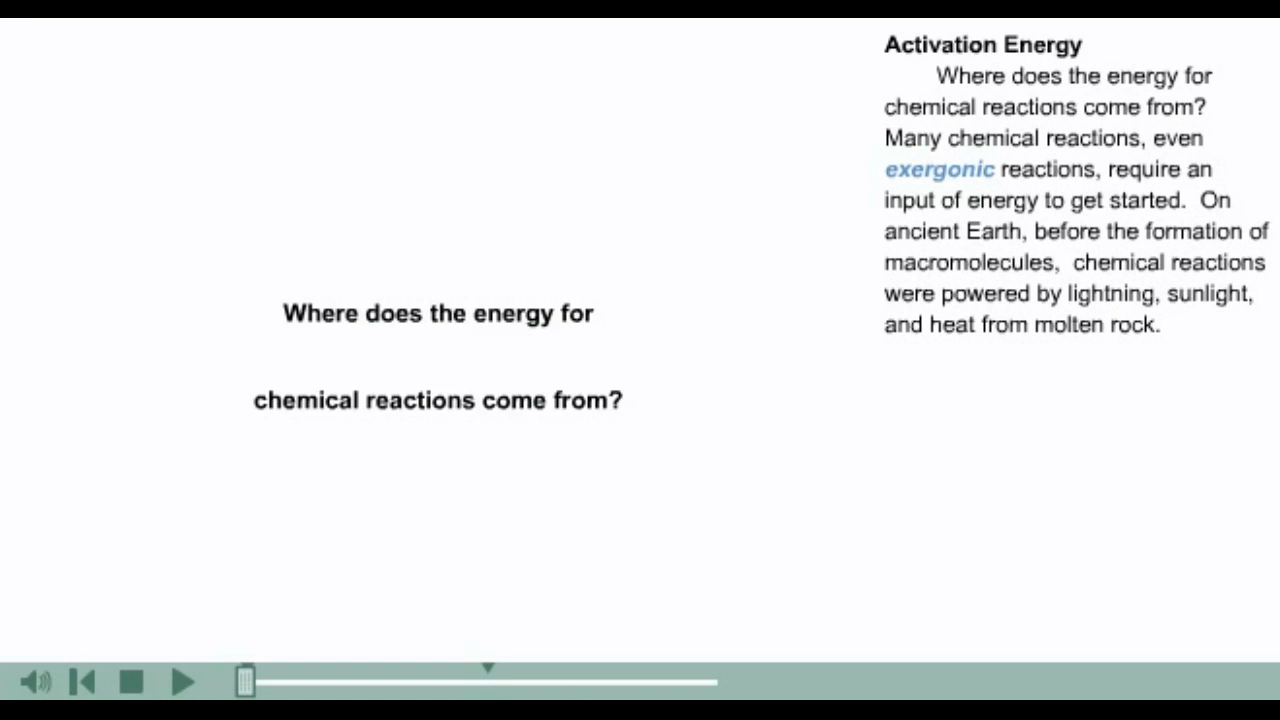 Where does the energy for
chemical reactions come from?
Activation Energy
Where does the energy for
chemical reactions come from?
Many chemical reactions, even
exergonic reactions, require an
input of energy to get started.  On
ancient Earth, before the formation of
macromolecules,  chemical reactions
were powered by lightning, sunlight,
and heat from molten rock.